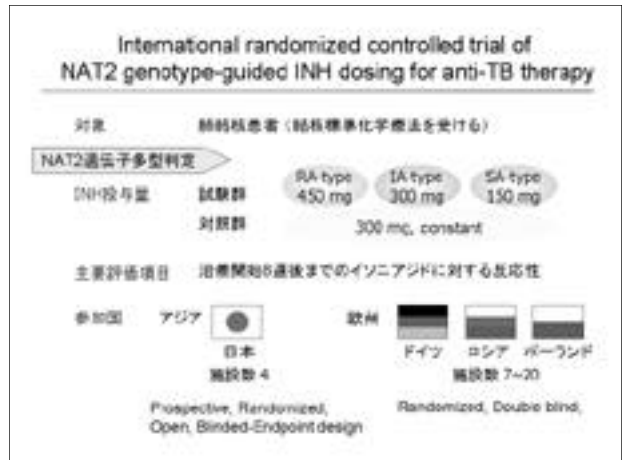 International randomized controlled trial of
NAT2 genotype-guided INH dosing for anti-TB therapy
対象 肺結核患者（結核標準化学療法を受ける）
NAT2遺伝子多型判定
INH投与量 試験群 RA-type 450 mg IA-type 300 mg SA-type 150 mg
対照群 300 mg, constant
主要評価項目 治療開始8週後までのイソニアジドに対する反応性
参加国 アジア 欧州
日本 ドイツ ロシア ポーランド
施設数 4 施設数 7~20
Prospective, Randomized, Randomized, Double blind,
Open, Blinded-Endpoint design